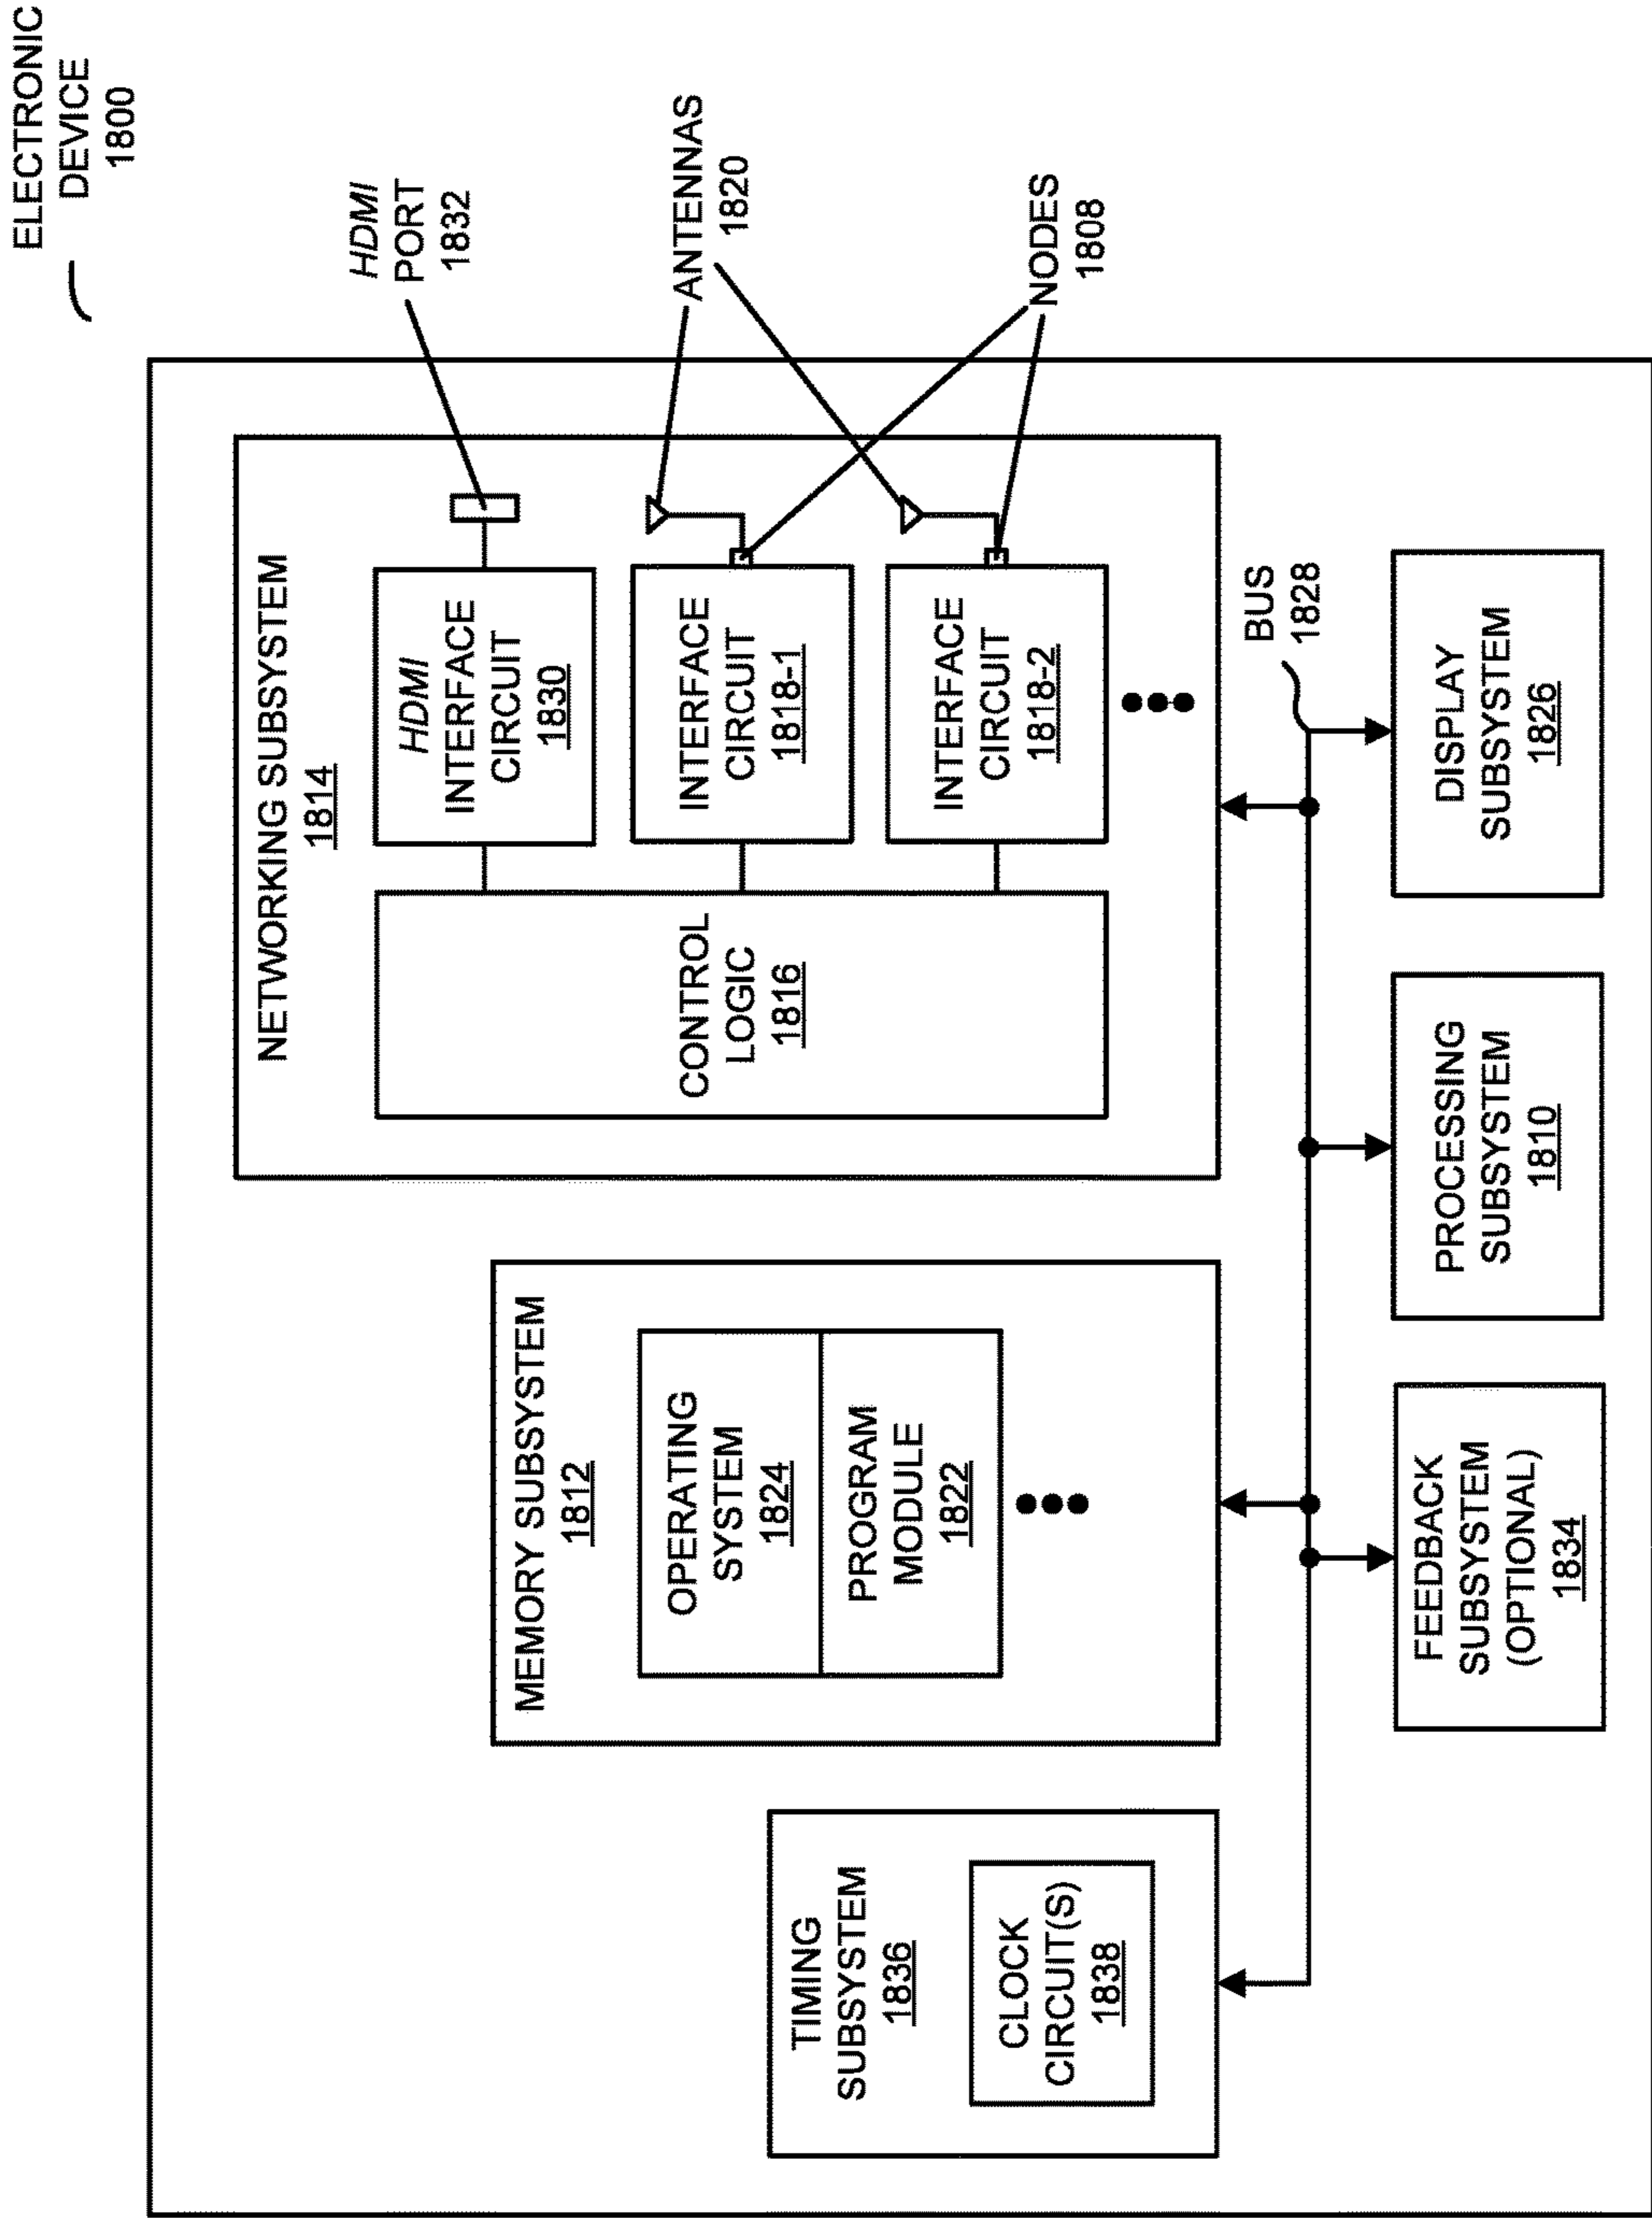 ELECTRONIC
DEVICE
1800
TIMING
SUBSYSTEM
1836
CLOCK
CIRCUIT(S)
1838
MEMORY SUBSYSTEM
1812
OPERATING
SYSTEM
1824
PROGRAM
MODULE
1822
NETWORKING SUBSYSTEM
1814
CONTROL
LOGIC
1816
HDMI
INTERFACE
CIRCUIT
1830
INTERFACE
CIRCUIT
1818-1
INTERFACE
CIRCUIT
1818-2
HDMI
PORT
1832
ANTENNAS
1820
NODES
1808
BUS
1828
FEEDBACK
SUBSYSTEM
(OPTIONAL)
1834
PROCESSING
SUBSYSTEM
1810
DISPLAY
SUBSYSTEM
1826